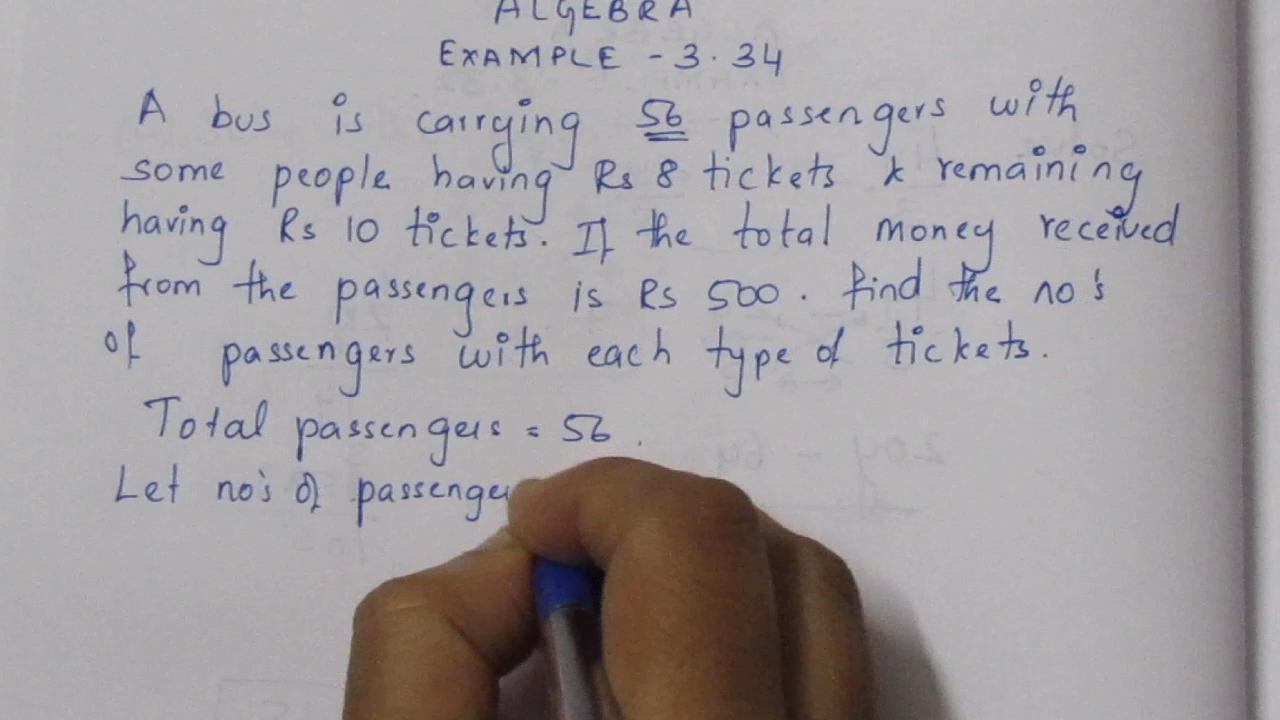 ALGEBRA
EXAMPLE - 3.34
A bus is carrying 56 passengers with
some people having Rs 8 tickets & remaining
having Rs 10 tickets. If the total money received
from the passengers is Rs 500. find the no's
of passengers with each type of tickets.
Total passengers = 56.
Let no's of passenger